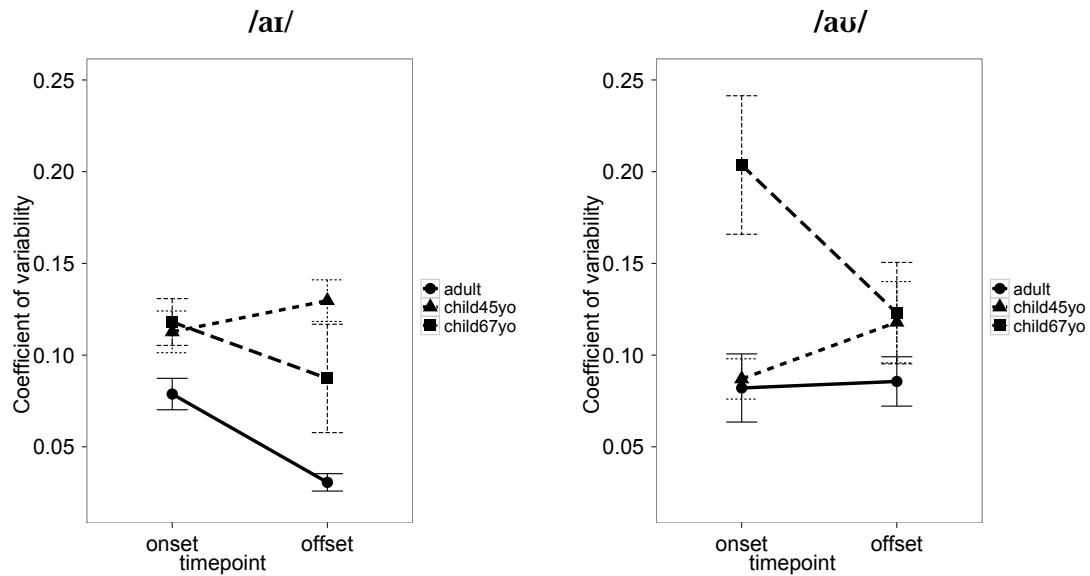 /aɪ/
0.25
0.20
0.15
0.10
0.05
Coefficient of variability
onset
offset
timepoint
adult
child45yo
child67yo
/aʊ/
0.25
0.20
0.15
0.10
0.05
Coefficient of variability
onset
offset
timepoint
adult
child45yo
child67yo